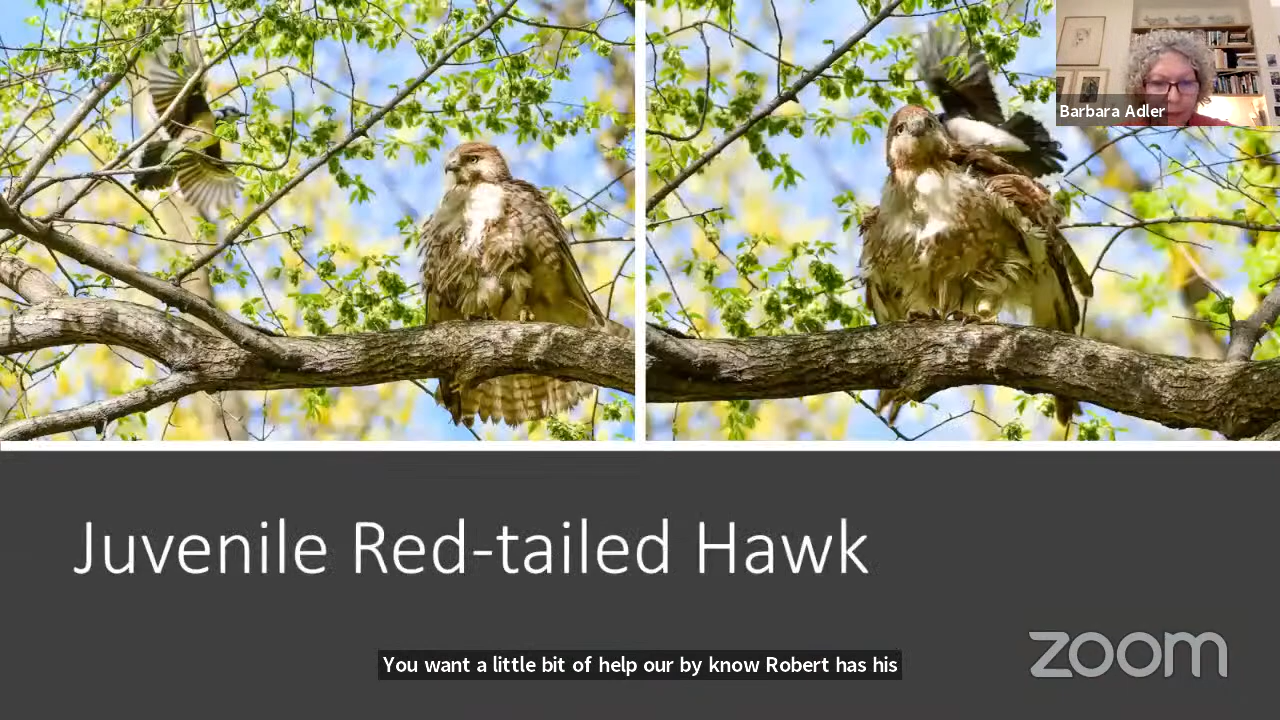 Barbara Adler
Juvenile Red-tailed Hawk
You want a little bit of help our by know Robert has his
zoom